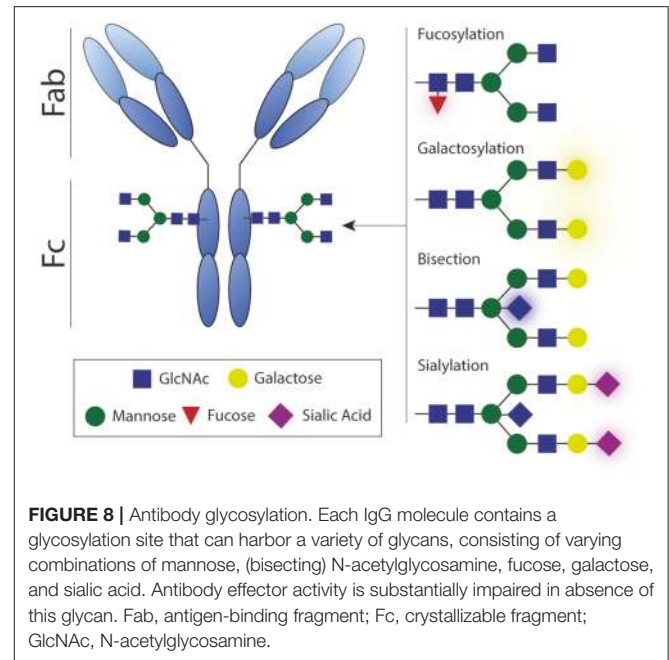 Fab
Fc
Fucosylation
Galactosylation
Bisection
Sialylation
GlcNAc Galactose
Mannose Fucose Sialic Acid
FIGURE 8 | Antibody glycosylation. Each IgG molecule contains a
glycosylation site that can harbor a variety of glycans, consisting of varying
combinations of mannose, (bisecting) N-acetylglycosamine, fucose, galactose,
and sialic acid. Antibody effector activity is substantially impaired in absence of
this glycan. Fab, antigen-binding fragment; Fc, crystallizable fragment;
GlcNAc, N-acetylglycosamine.